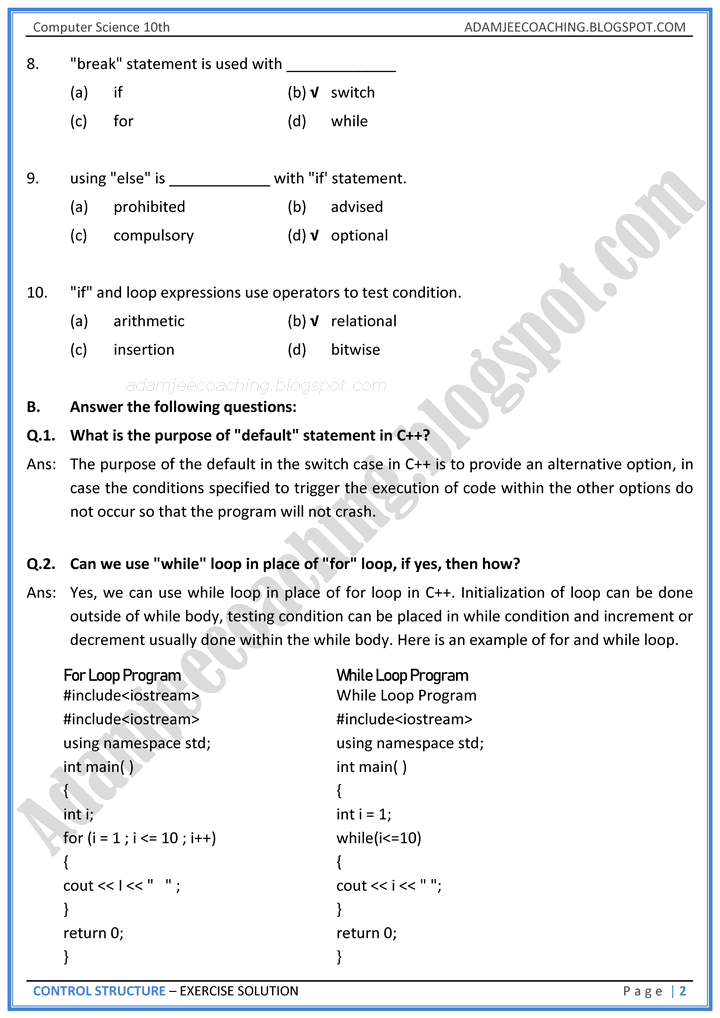 Computer Science 10th ADAMJEECOACHING.BLOGSPOT.COM
8. "break" statement is used with _____________
(a) if (b) √ switch
(c) for (d) while
9. using "else" is ____________ with "if' statement.
(a) prohibited (b) advised
(c) compulsory (d) √ optional
10. "if" and loop expressions use operators to test condition.
(a) arithmetic (b) √ relational
(c) insertion (d) bitwise
adamjeecoaching.blogspot.com
B. Answer the following questions:
Q.1. What is the purpose of "default" statement in C++?
Ans: The purpose of the default in the switch case in C++ is to provide an alternative option, in
case the conditions specified to trigger the execution of code within the other options do
not occur so that the program will not crash.
Q.2. Can we use "while" loop in place of "for" loop, if yes, then how?
Ans: Yes, we can use while loop in place of for loop in C++. Initialization of loop can be done
outside of while body, testing condition can be placed in while condition and increment or
decrement usually done within the while body. Here is an example of for and while loop.
For Loop Program
#include<iostream>
#include<iostream>
using namespace std;
int main( )
{
int i;
for (i = 1 ; i <= 10 ; i++)
{
cout << I << "   " ;
}
return 0;
}
While Loop Program
While Loop Program
#include<iostream>
using namespace std;
int main( )
{
int i = 1;
while(i<=10)
{
cout << i << " ";
}
return 0;
}
Adamjeecoaching.blogspot.com
CONTROL STRUCTURE – EXERCISE SOLUTION Page | 2